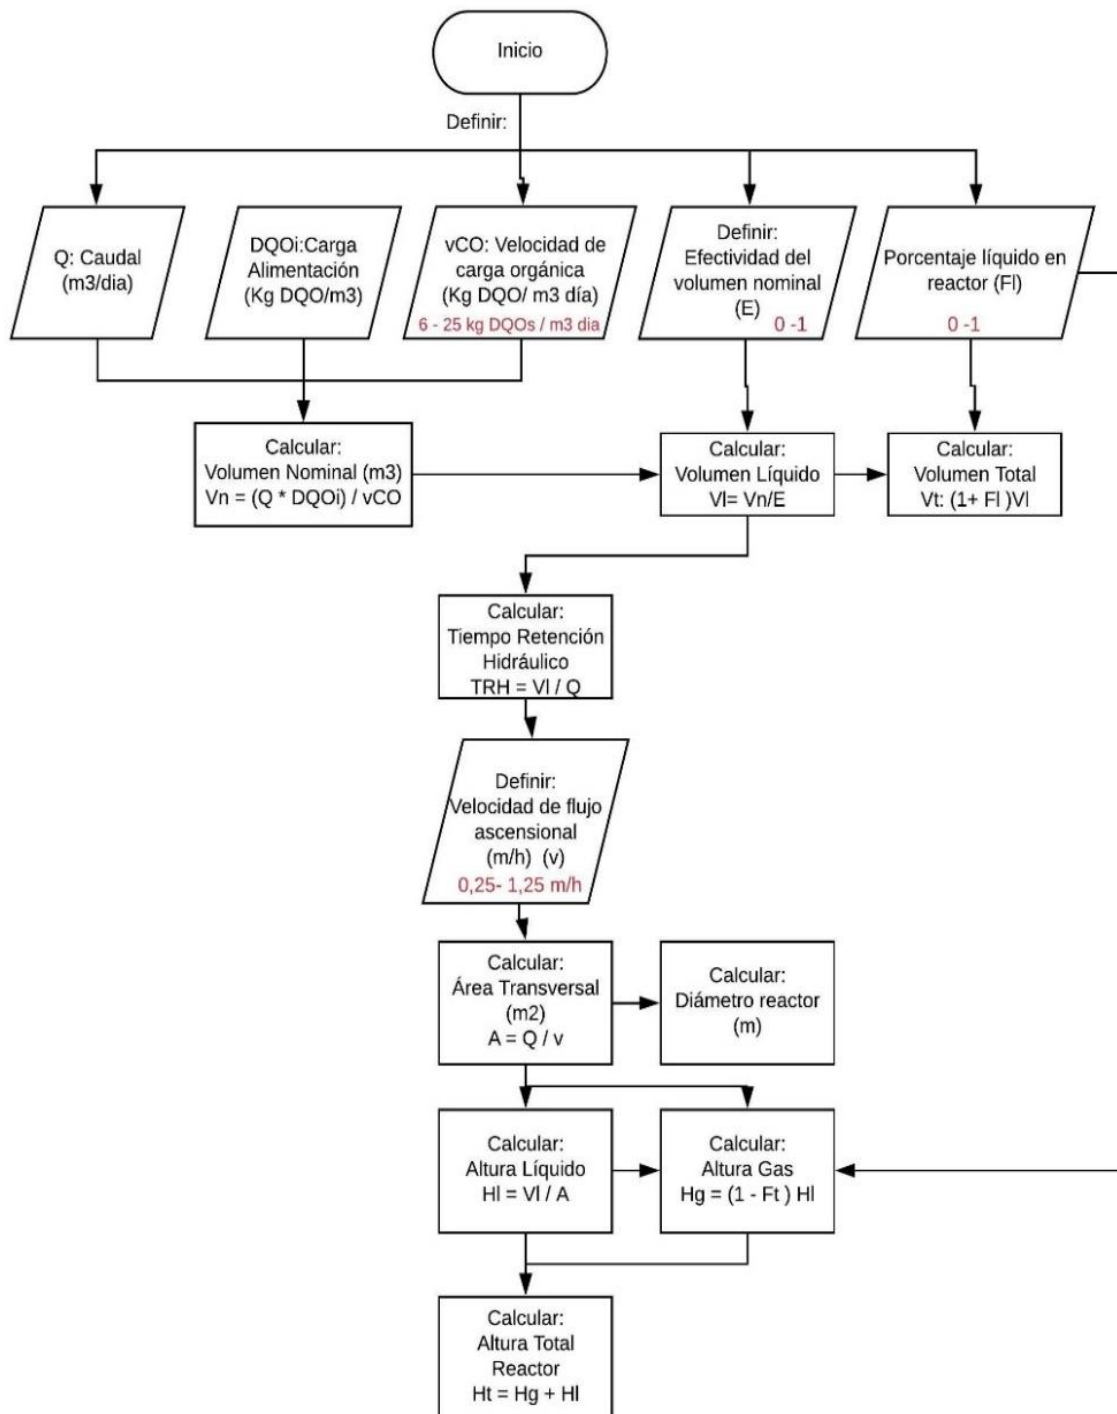 Inicio
Definir:
Q: Caudal
(m3/dia)
DQOi:Carga
Alimentación
(Kg DQO/m3)
vCO: Velocidad de
carga orgánica
(Kg DQO/ m3 día)
6 - 25 kg DQOs / m3 dia
Definir:
Efectividad del
volumen nominal
(E)
0 -1
Porcentaje líquido en
reactor (Fl)
0 -1
Calcular:
Volumen Nominal (m3)
Vn = (Q * DQOi) / vCO
Calcular:
Volumen Líquido
Vl= Vn/E
Calcular:
Volumen Total
Vt: (1+ Fl )Vl
Calcular:
Tiempo Retención
Hidráulico
TRH = Vl / Q
Definir:
Velocidad de flujo
ascensional
(m/h) (v)
0,25- 1,25 m/h
Calcular:
Área Transversal
(m2)
A = Q / v
Calcular:
Diámetro reactor
(m)
Calcular:
Altura Líquido
Hl = Vl / A
Calcular:
Altura Gas
Hg = (1 - Ft ) Hl
Calcular:
Altura Total
Reactor
Ht = Hg + Hl